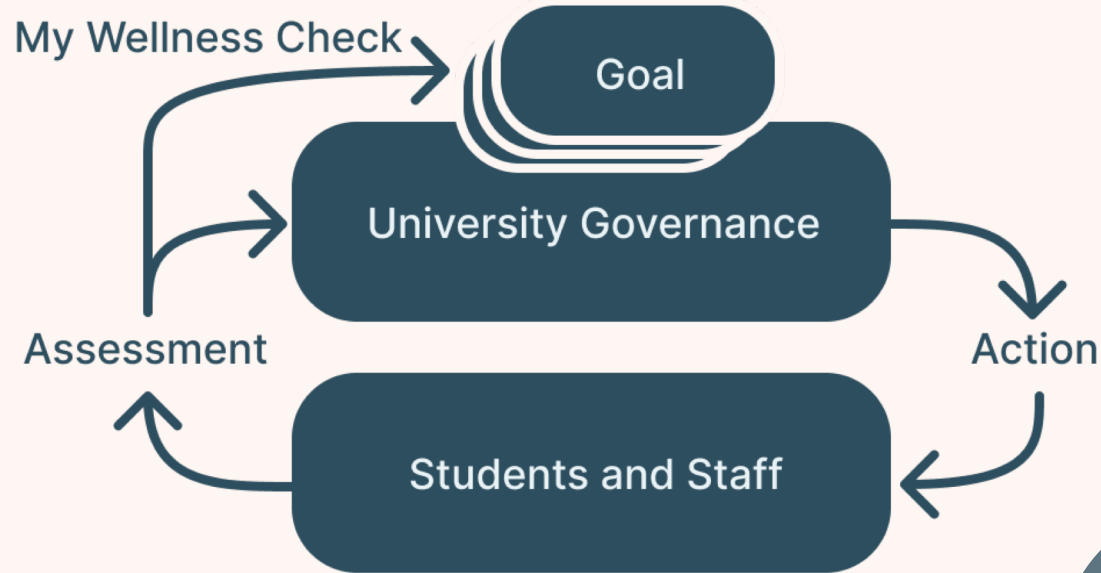 My Wellness Check
Goal
University Governance
Assessment
Action
Students and Staff